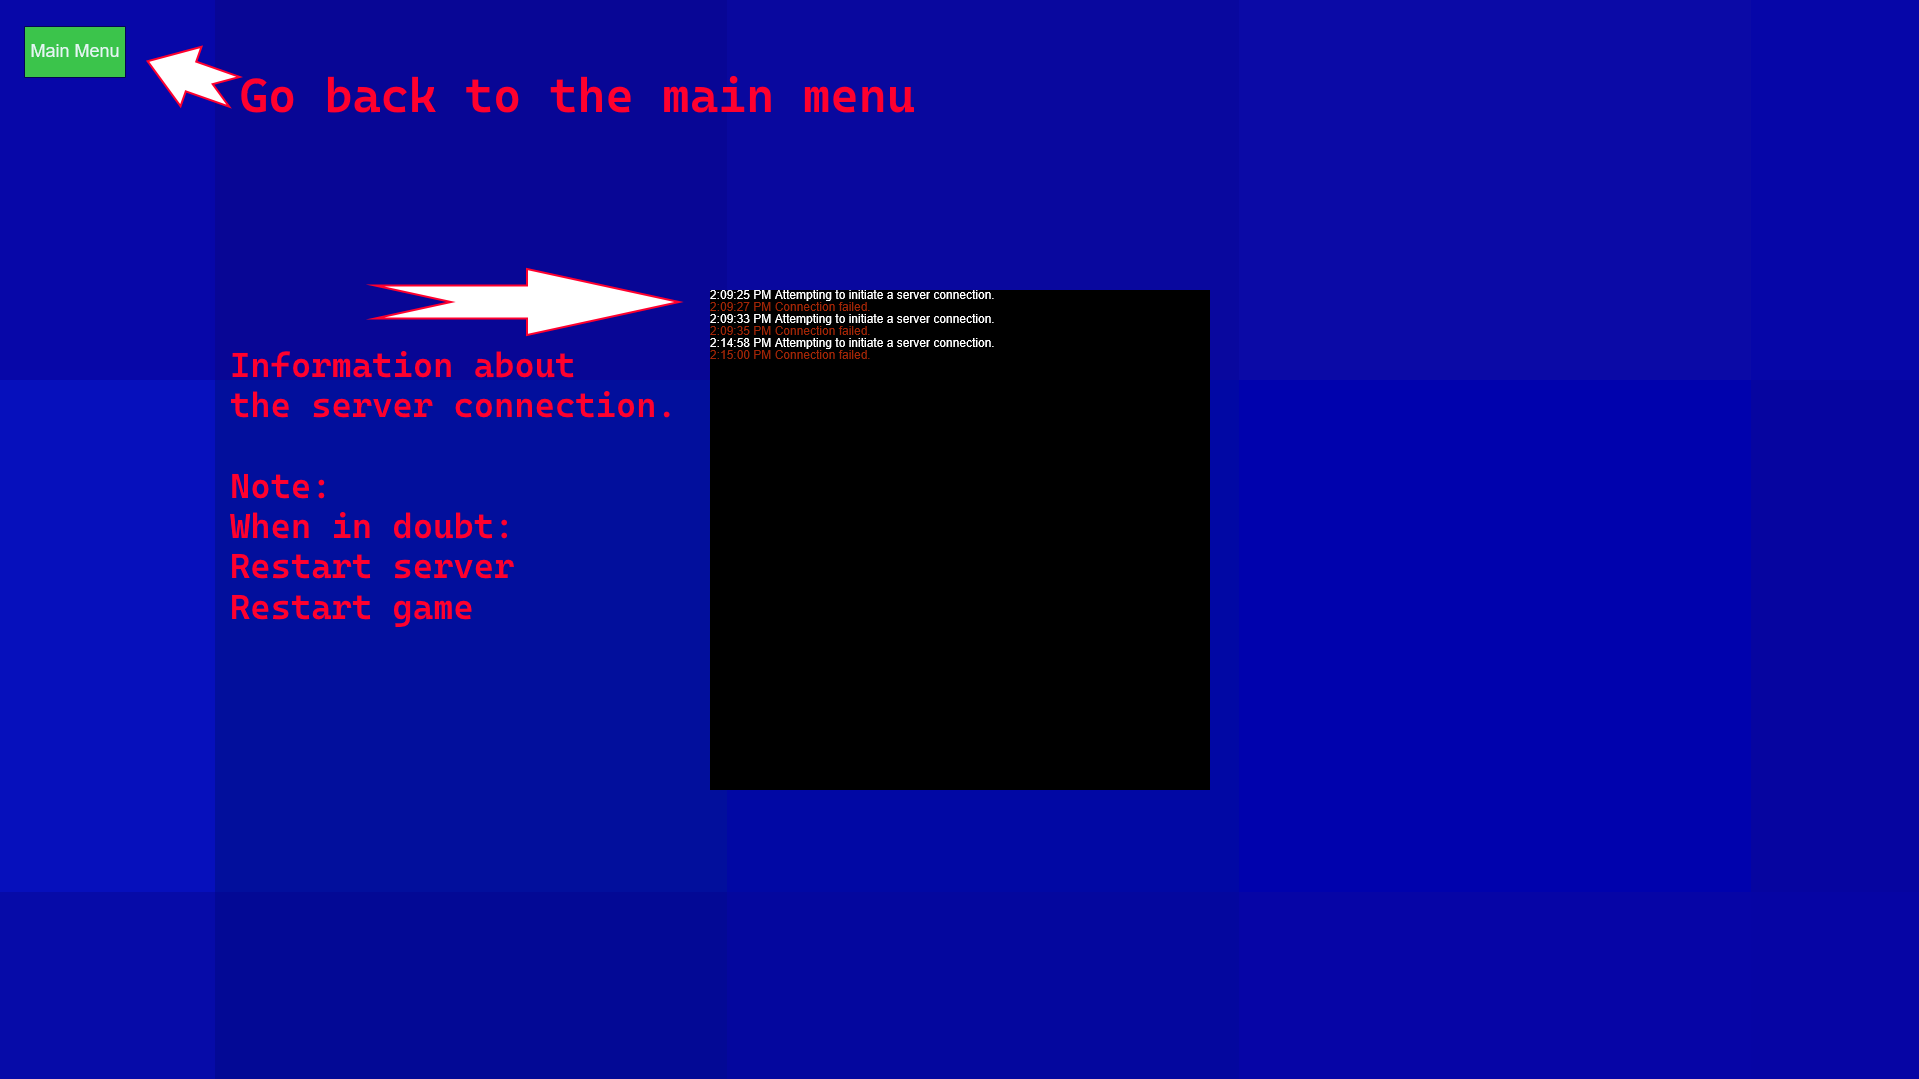 Main Menu
Go back to the main menu
2:09:25 PM Attempting to initiate a server connection.
2:09:27 PM Connection failed.
2:09:33 PM Attempting to initiate a server connection.
2:09:35 PM Connection failed.
2:14:58 PM Attempting to initiate a server connection.
2:15:00 PM Connection failed.
Information about
the server connection.
Note:
When in doubt:
Restart server
Restart game